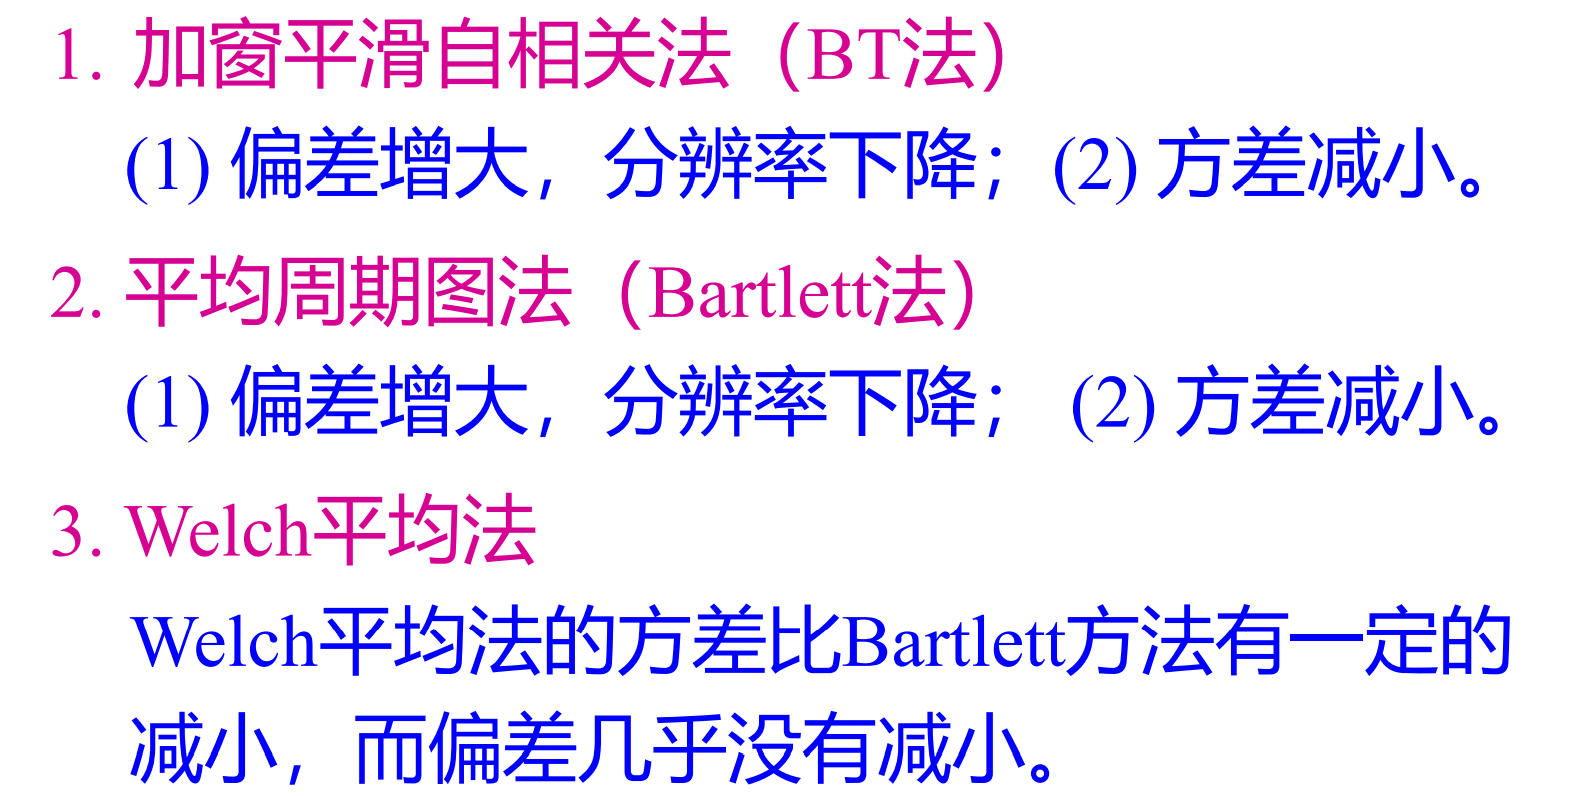 1. 加窗平滑自相关法（BT法）
(1) 偏差增大，分辨率下降；(2) 方差减小。
2. 平均周期图法（Bartlett法）
(1) 偏差增大，分辨率下降； (2) 方差减小。
3. Welch平均法
Welch平均法的方差比Bartlett方法有一定的
减小，而偏差几乎没有减小。